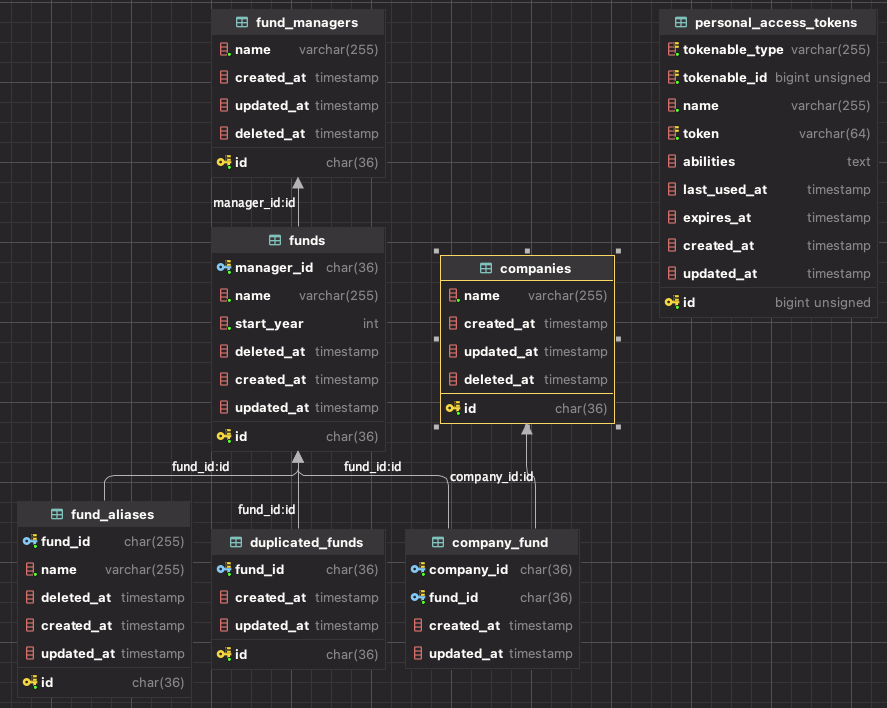 fund_managers
name varchar(255)
created_at timestamp
updated_at timestamp
deleted_at timestamp
id char(36)
personal_access_tokens
tokenable_type varchar(255)
tokenable_id bigint unsigned
name varchar(255)
token varchar(64)
abilities text
last_used_at timestamp
expires_at timestamp
created_at timestamp
updated_at timestamp
id bigint unsigned
manager_id:id
funds
manager_id char(36)
name varchar(255)
start_year int
deleted_at timestamp
created_at timestamp
updated_at timestamp
id char(36)
companies
name varchar(255)
created_at timestamp
updated_at timestamp
deleted_at timestamp
id char(36)
fund_id:id
fund_id:id
company_id:id
fund_id:id
fund_aliases
fund_id char(255)
name varchar(255)
deleted_at timestamp
created_at timestamp
updated_at timestamp
id char(36)
duplicated_funds
fund_id char(36)
created_at timestamp
updated_at timestamp
id char(36)
company_fund
company_id char(36)
fund_id char(36)
created_at timestamp
updated_at timestamp